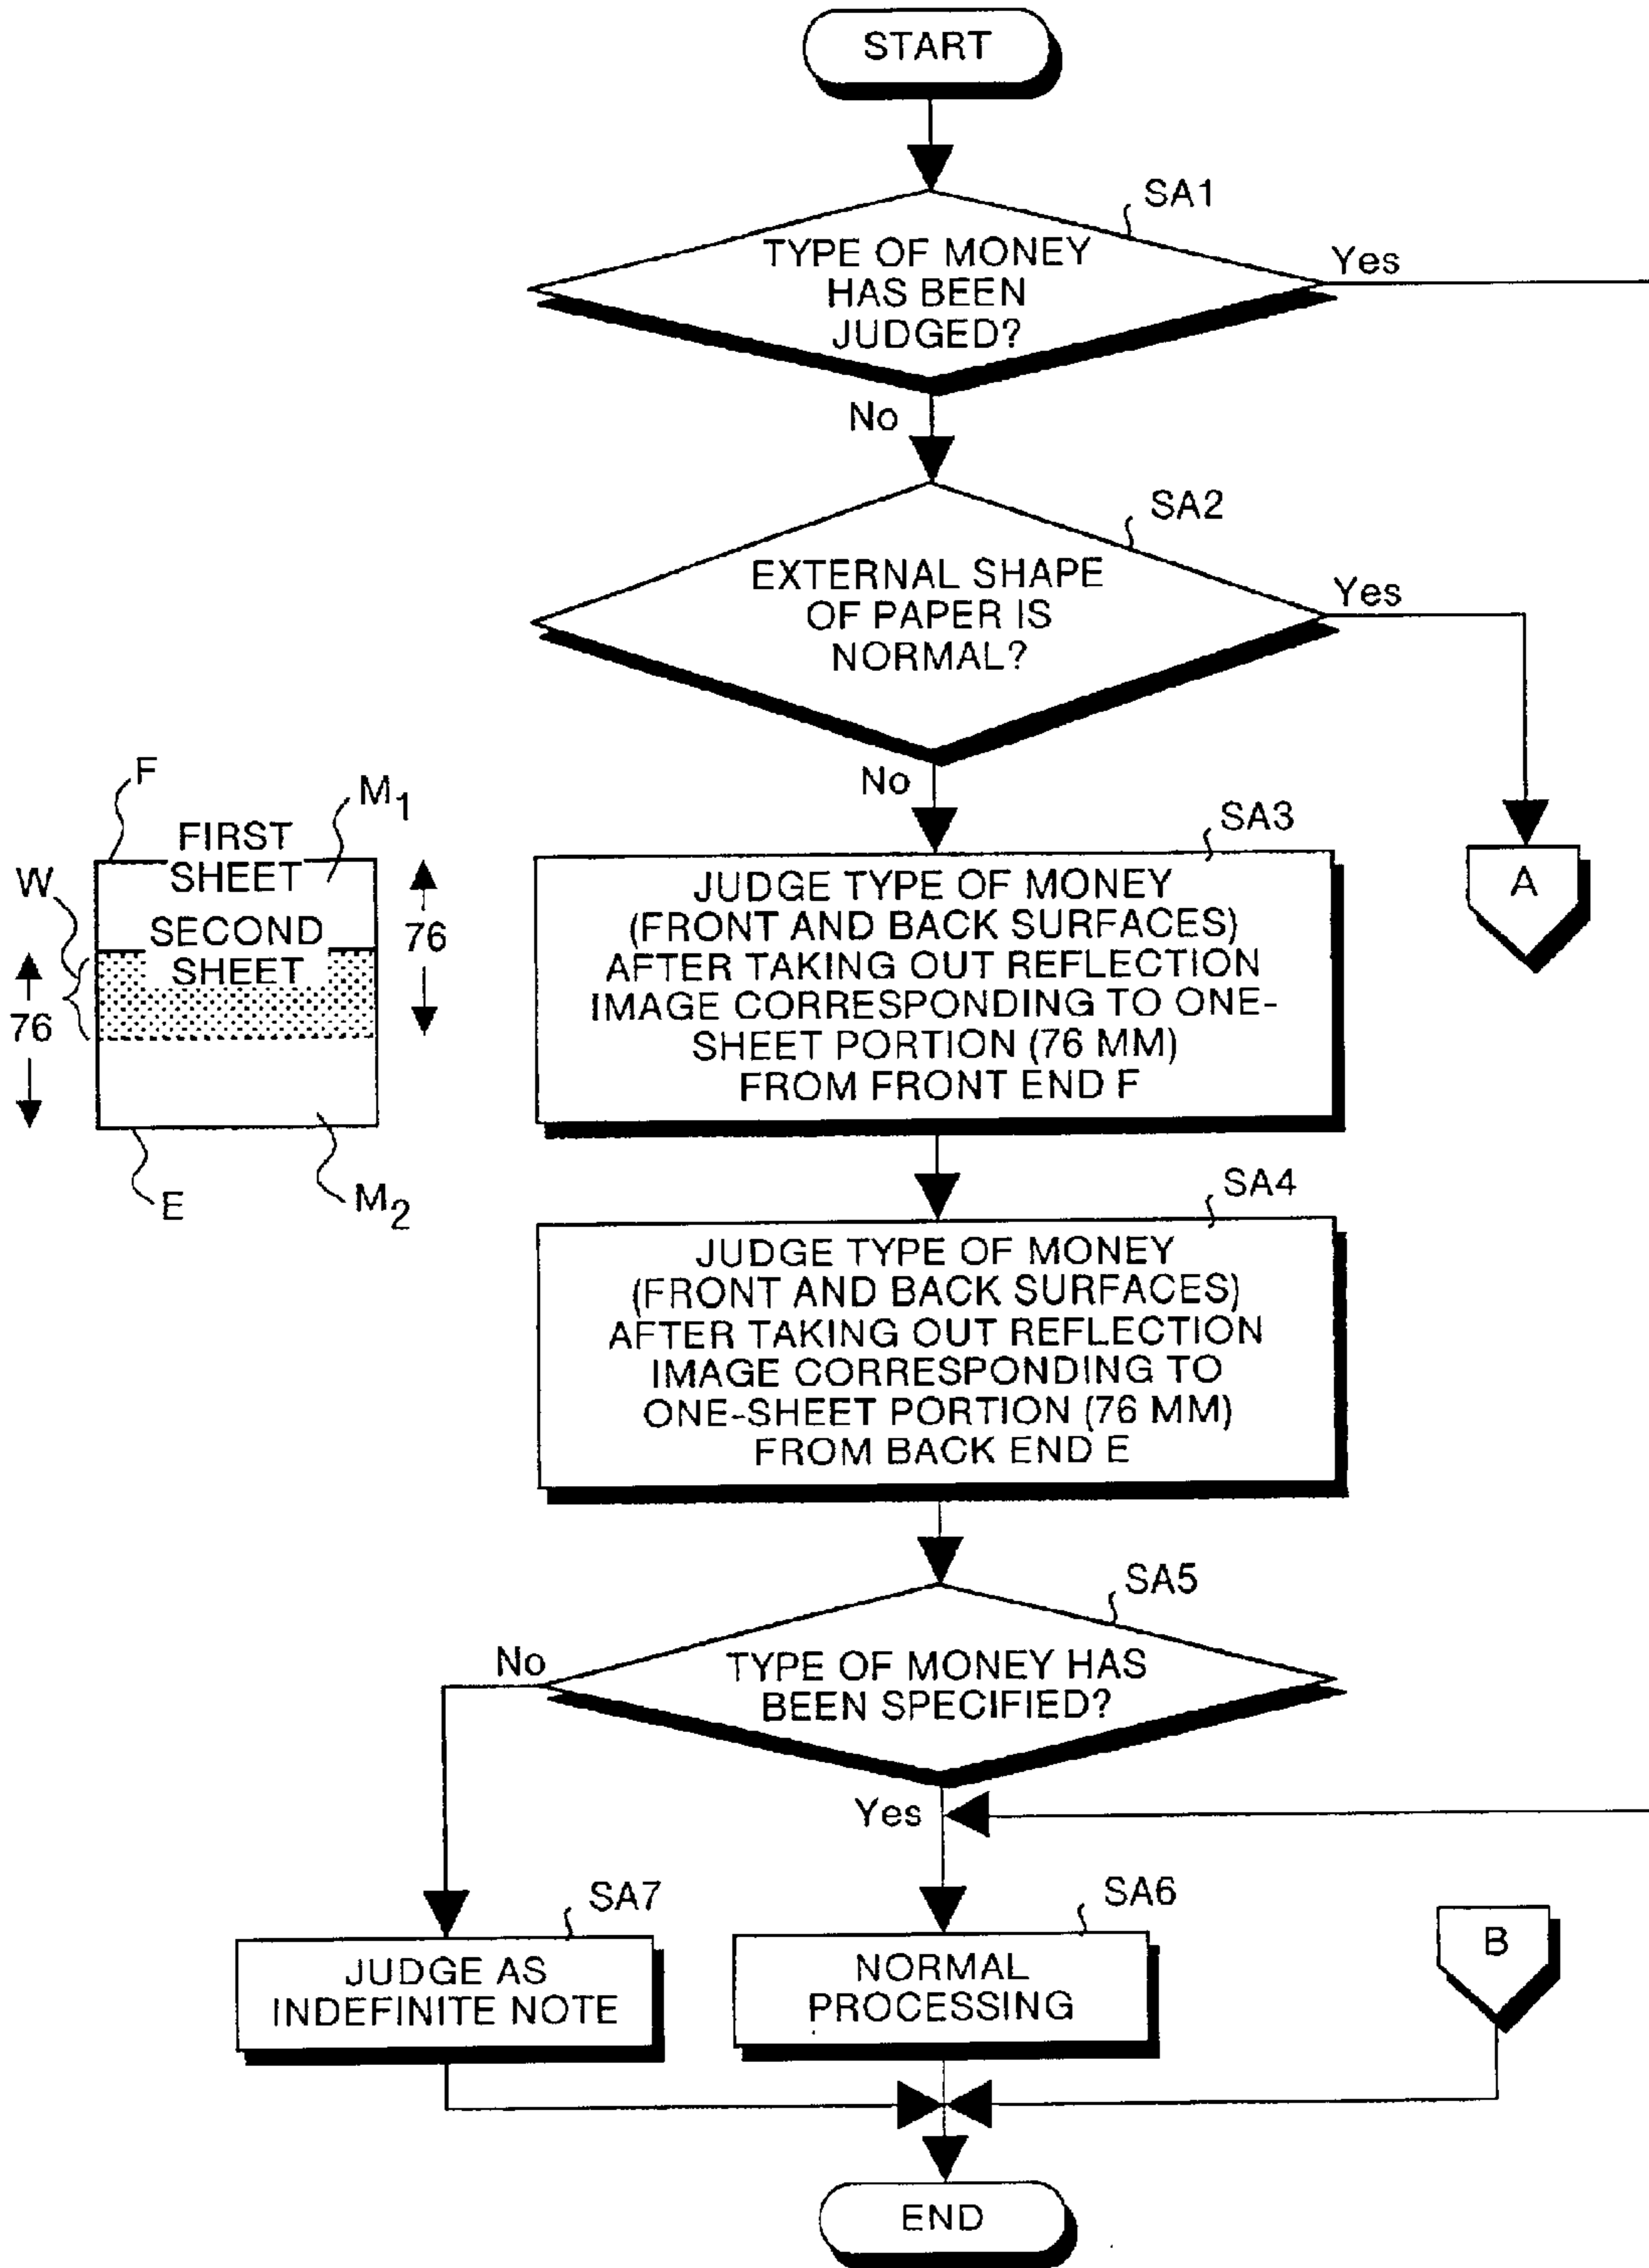 START
SA1
TYPE OF MONEY
HAS BEEN
JUDGED?
Yes
No
SA2
EXTERNAL SHAPE
OF PAPER IS
NORMAL?
Yes
No
A
F
M1
FIRST
SHEET
W
SECOND
SHEET
76
76
E
M2
SA3
JUDGE TYPE OF MONEY
(FRONT AND BACK SURFACES)
AFTER TAKING OUT REFLECTION
IMAGE CORRESPONDING TO ONE-
SHEET PORTION (76 MM)
FROM FRONT END F
SA4
JUDGE TYPE OF MONEY
(FRONT AND BACK SURFACES)
AFTER TAKING OUT REFLECTION
IMAGE CORRESPONDING TO
ONE-SHEET PORTION (76 MM)
FROM BACK END E
SA5
TYPE OF MONEY HAS
BEEN SPECIFIED?
No
Yes
SA7
JUDGE AS
INDEFINITE NOTE
SA6
NORMAL
PROCESSING
B
END